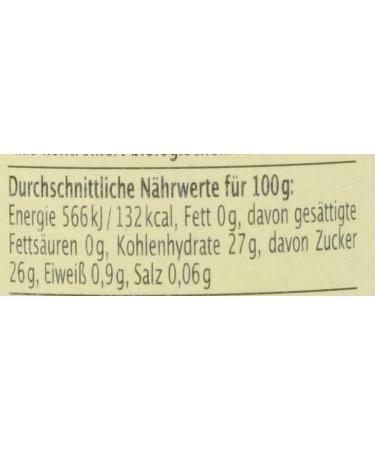 Durchschnittliche Nährwerte für 100g:
Energie 566kJ/132kcal, Fett 0g, davon gesättigte
Fettsäuren 0g, Kohlenhydrate 27g, davon Zucker
26g, Eiweiß 0,9g, Salz 0,06g